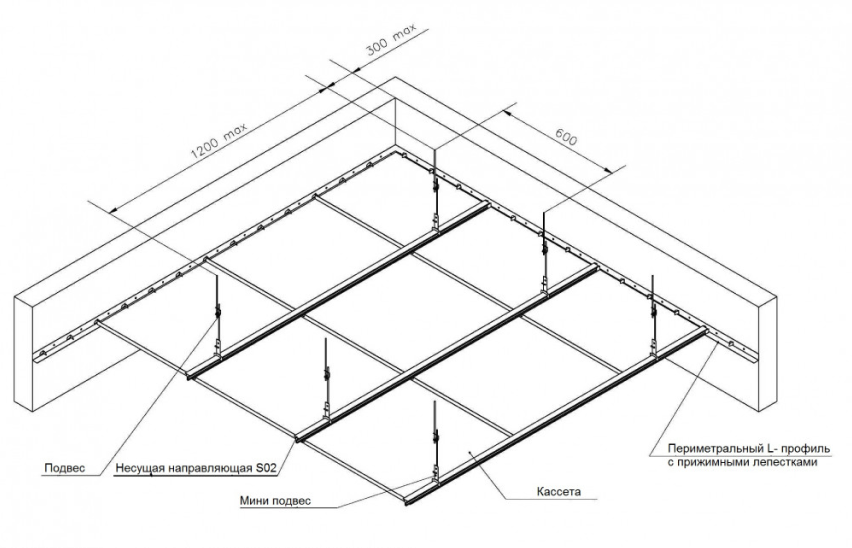 300 max
1200 max
600
Периметральный L- профиль
с прижимными лепестками
Подвес
Несущая направляющая S02
Мини подвес
Кассета